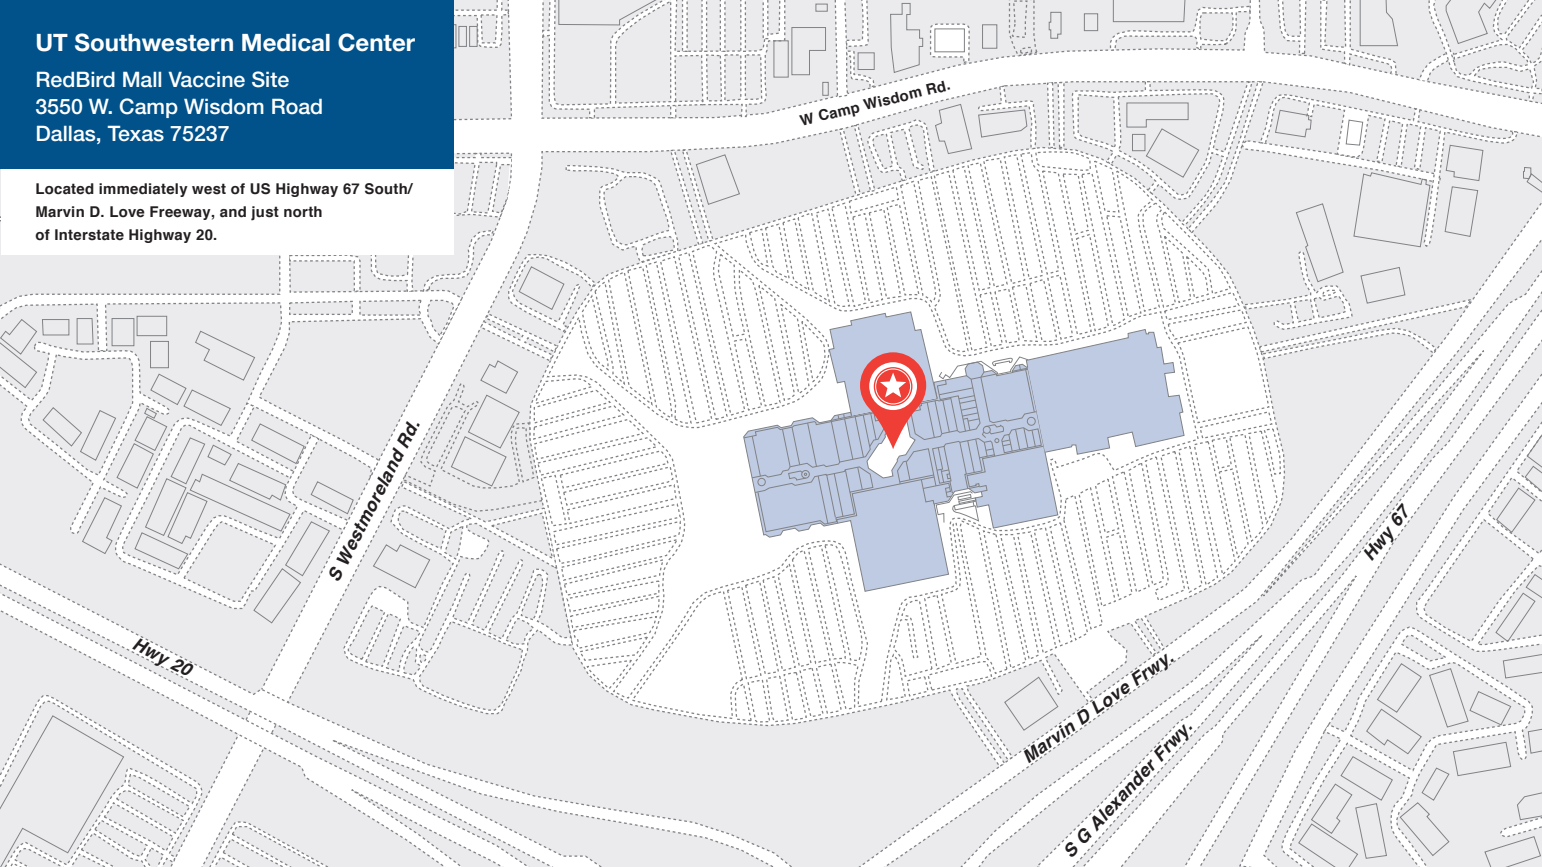 UT Southwestern Medical Center
RedBird Mall Vaccine Site
3550 W. Camp Wisdom Road
Dallas, Texas 75237
Located immediately west of US Highway 67 South/
Marvin D. Love Freeway, and just north
of Interstate Highway 20.
W Camp Wisdom Rd.
S Westmoreland Rd.
Hwy 67
Hwy 20
Marvin D Love Frwy.
S G Alexander Frwy.